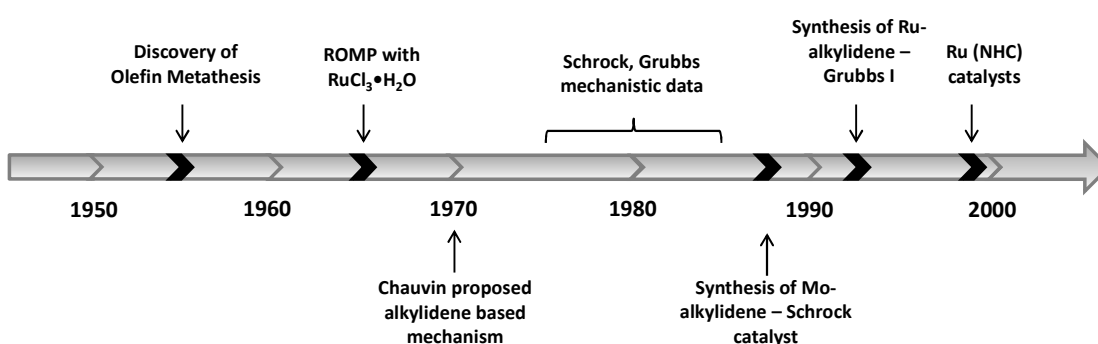 Discovery of
Olefin Metathesis
ROMP with
RuCl₃•H₂O
Schrock, Grubbs
mechanistic data
Synthesis of Ru-
alkylidene –
Grubbs I
Ru (NHC)
catalysts
1950
1960
1970
1980
1990
2000
Chauvin proposed
alkylidene based
mechanism
Synthesis of Mo-
alkylidene – Schrock
catalyst